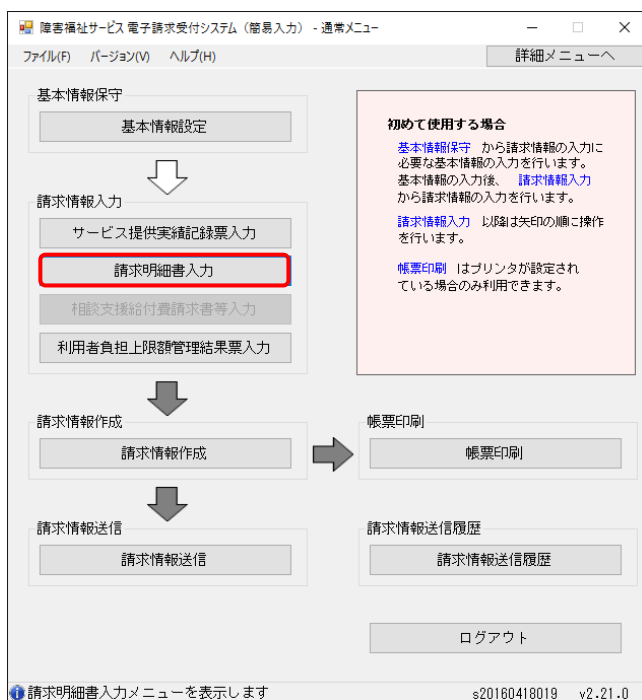 障害福祉サービス 電子請求受付システム（簡易入力） - 通常メニュー
ファイル(F) バージョン(V) ヘルプ(H) 詳細メニューへ
基本情報保守
基本情報設定
初めて使用する場合
基本情報保守 から請求情報の入力に
必要な基本情報の入力を行います。
基本情報の入力後、 請求情報入力
から請求情報の入力を行います。
請求情報入力 以降は矢印の順に操作
を行います。
帳票印刷 はプリンタが設定され
ている場合のみ利用できます。
請求情報入力
サービス提供実績記録票入力
請求明細書入力
相談支援給付費請求書等入力
利用者負担上限額管理結果票入力
請求情報作成
請求情報作成
帳票印刷
帳票印刷
請求情報送信
請求情報送信
請求情報送信履歴
請求情報送信履歴
ログアウト
請求明細書入力メニューを表示します s20160418019 v2.21.0